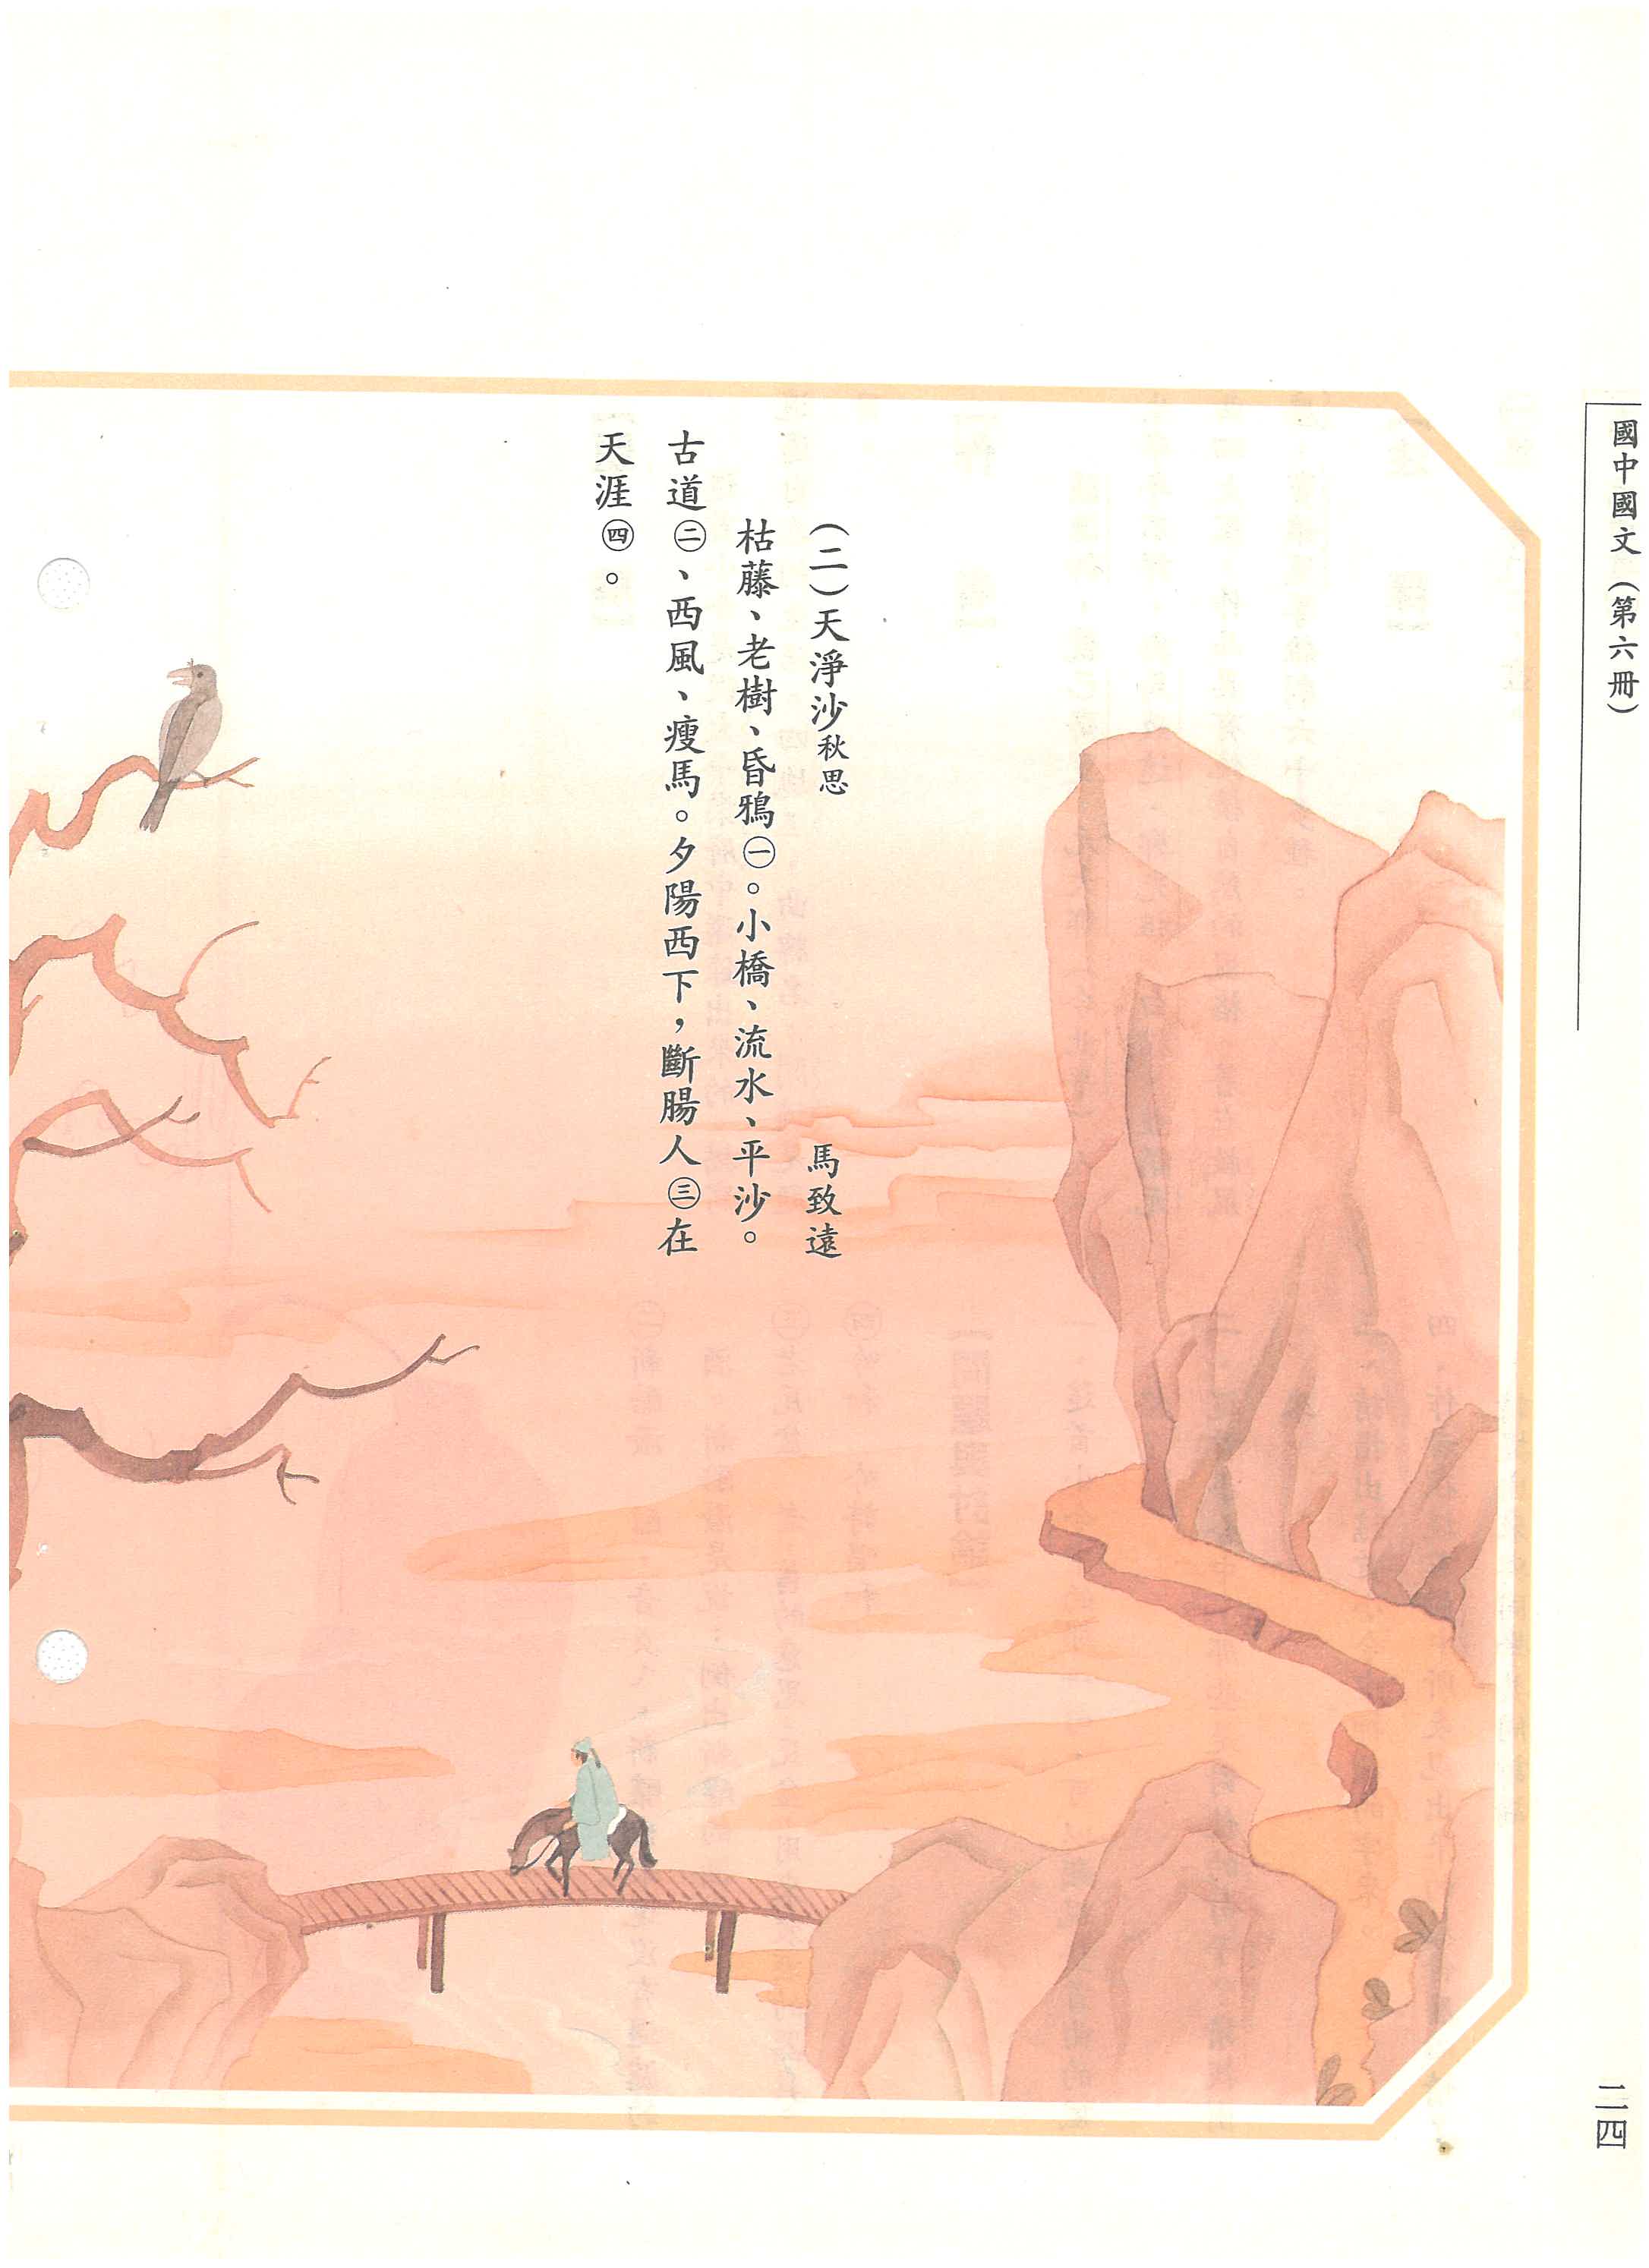 國中國文(第六冊)
二四
(二)天淨沙秋思 馬致遠
枯藤、老樹、昏鴉㊀。小橋、流水、平沙。
古道㊁、西風、瘦馬。夕陽西下,斷腸人㊂在
天涯㊃。